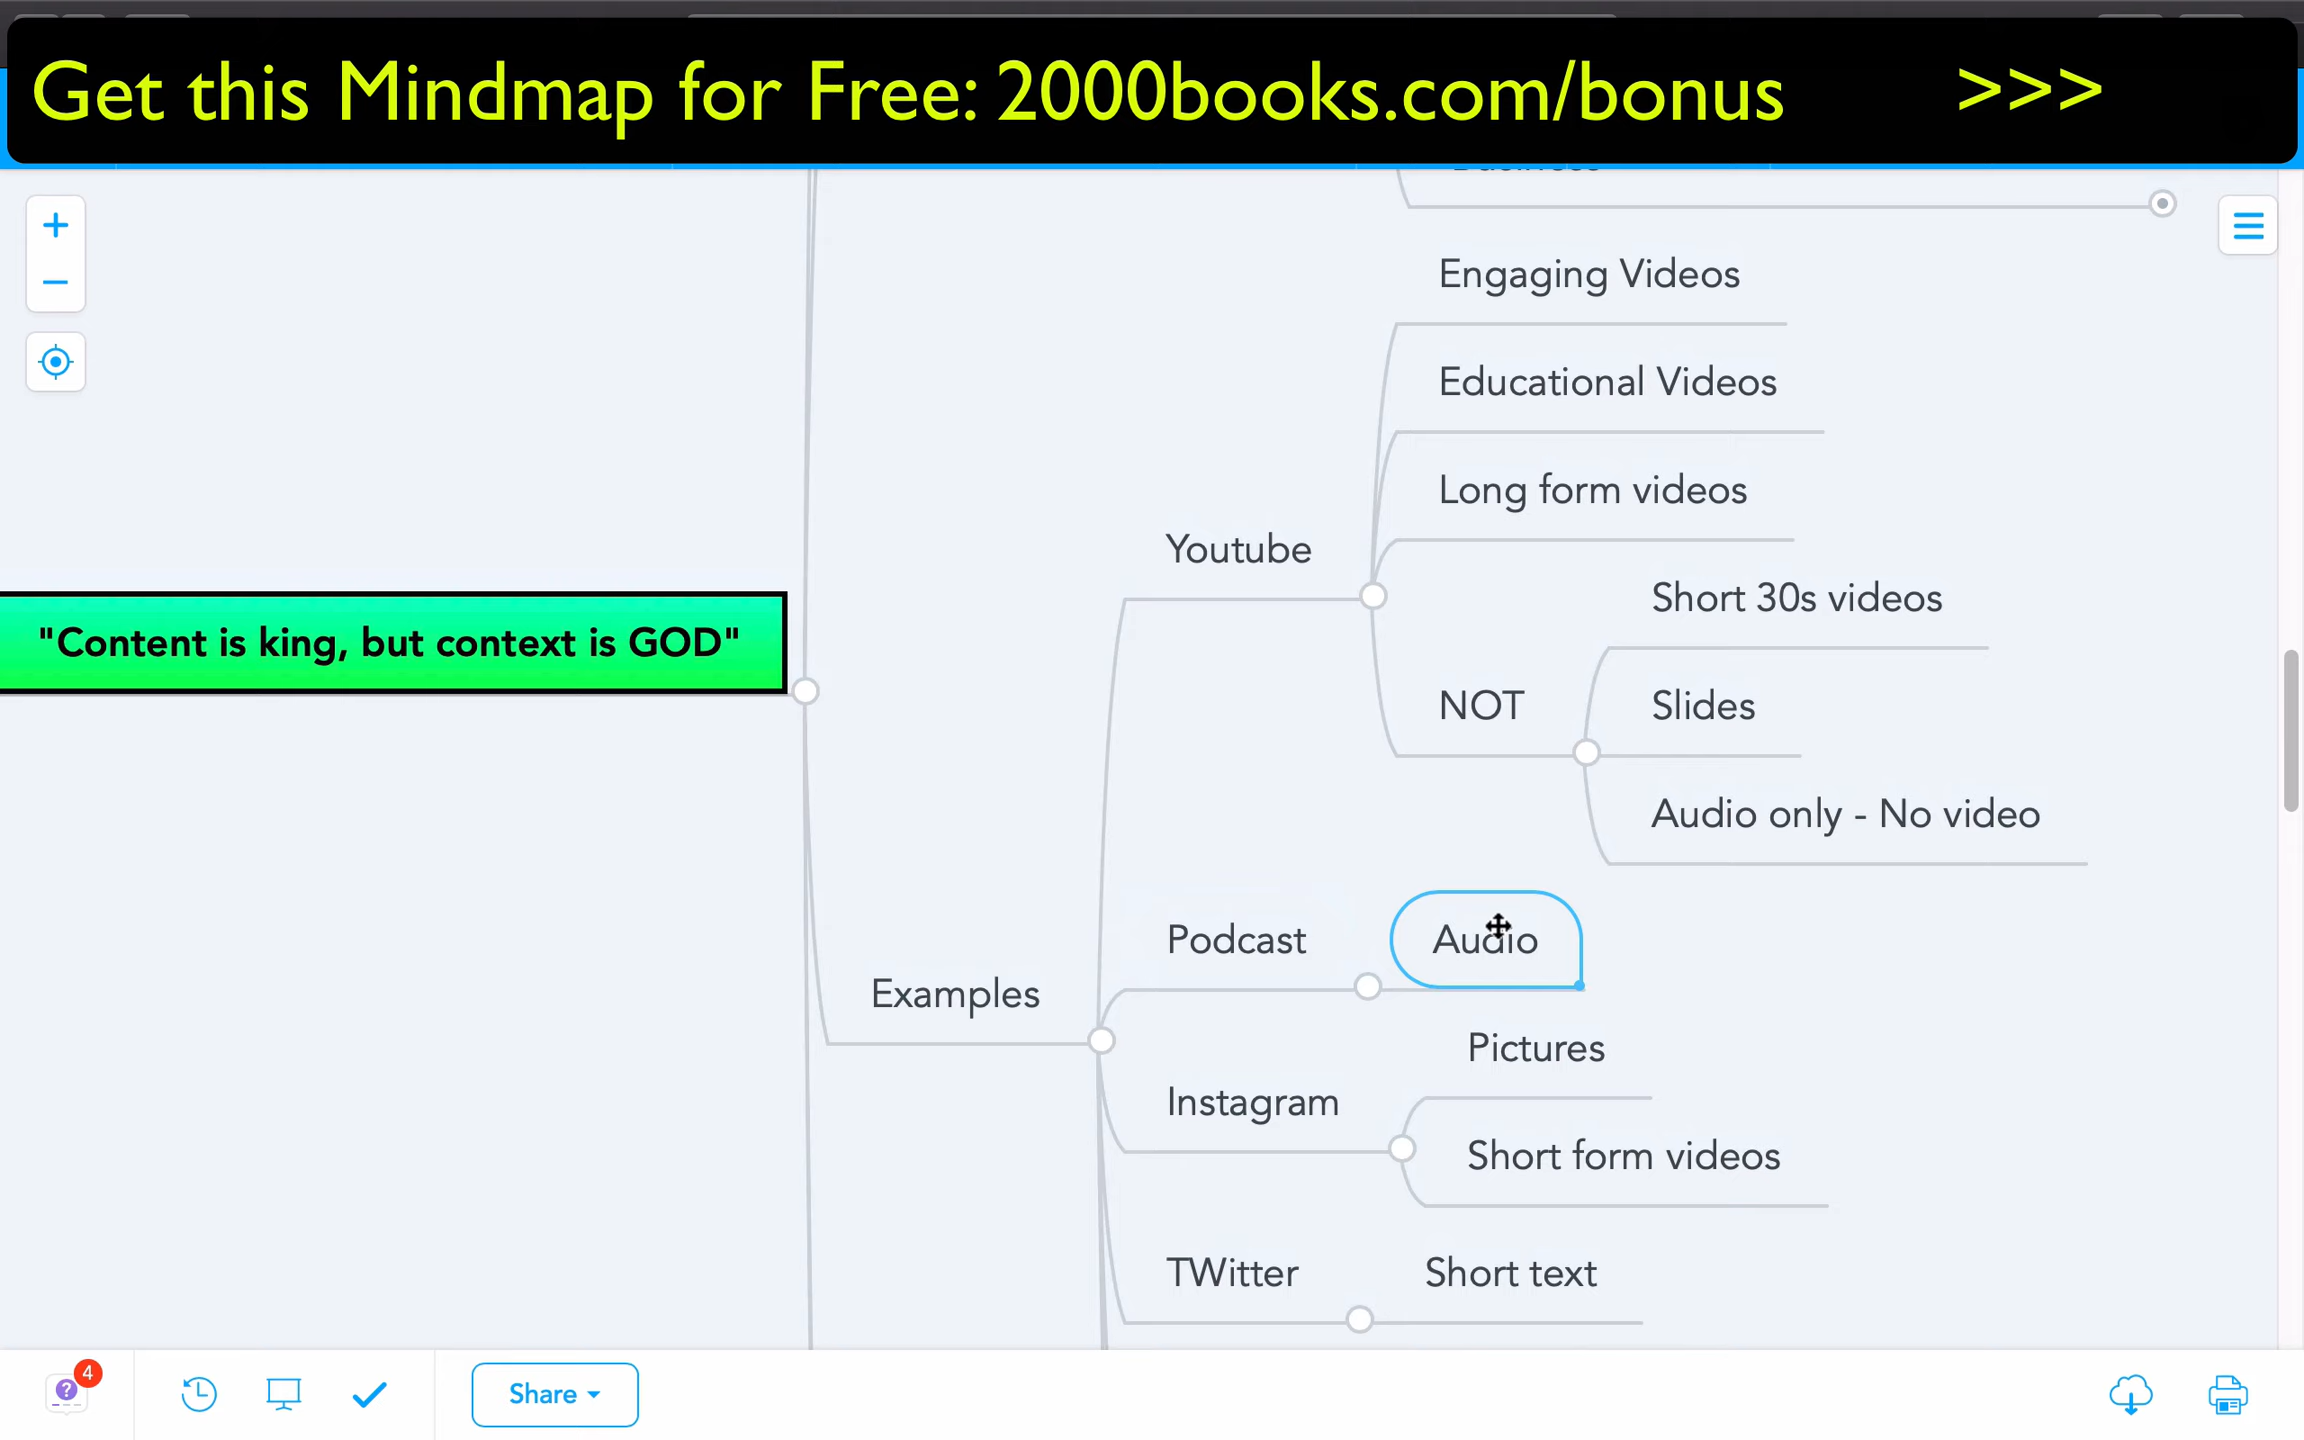 Get this Mindmap for Free: 2000books.com/bonus >>>
Engaging Videos
Educational Videos
Long form videos
Youtube
Short 30s videos
"Content is king, but context is GOD"
NOT
Slides
Audio only - No video
Podcast
Audio
Examples
Pictures
Instagram
Short form videos
TWitter
Short text
4
?
Share